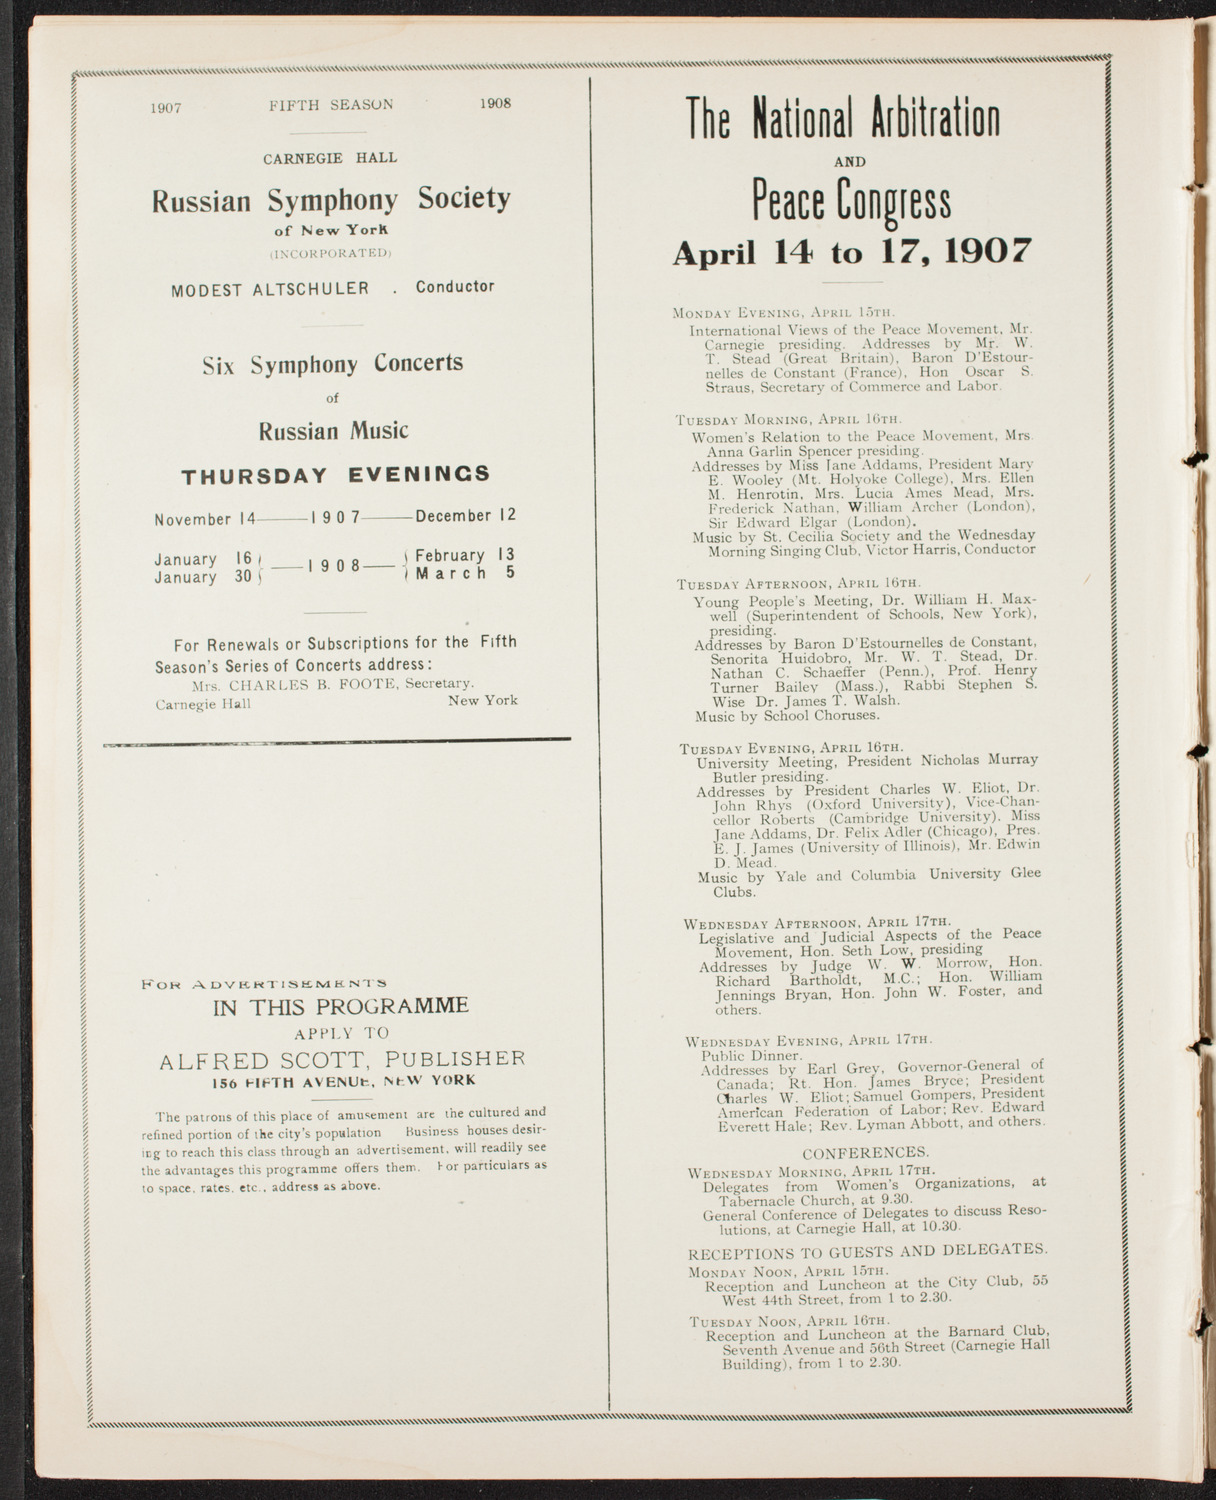 1907 FIFTH SEASON 1908
CARNEGIE HALL
Russian Symphony Society
of New York
(INCORPORATED)
MODEST ALTSCHULER . Conductor
Six Symphony Concerts
of
Russian Music
THURSDAY EVENINGS
November 14——1907——December 12
January 16 } ——1908—— { February 13
January 30 } { March 5
For Renewals or Subscriptions for the Fifth
Season's Series of Concerts address:
Mrs. CHARLES B. FOOTE, Secretary.
Carnegie Hall New York
FOR ADVERTISEMENTS
IN THIS PROGRAMME
APPLY TO
ALFRED SCOTT, PUBLISHER
156 FIFTH AVENUE, NEW YORK
The patrons of this place of amusement are the cultured and
refined portion of the city's population Business houses desir-
ing to reach this class through an advertisement, will readily see
the advantages this programme offers them. For particulars as
to space, rates, etc., address as above.
The National Arbitration
AND
Peace Congress
April 14 to 17, 1907
MONDAY EVENING, APRIL 15TH.
International Views of the Peace Movement, Mr.
Carnegie presiding. Addresses by Mr. W.
T. Stead (Great Britain), Baron D'Estour-
nelles de Constant (France), Hon Oscar S.
Straus, Secretary of Commerce and Labor.
TUESDAY MORNING, APRIL 16TH.
Women's Relation to the Peace Movement, Mrs.
Anna Garlin Spencer presiding.
Addresses by Miss Jane Addams, President Mary
E. Wooley (Mt. Holyoke College), Mrs. Ellen
M. Henrotin, Mrs. Lucia Ames Mead, Mrs.
Frederick Nathan, William Archer (London),
Sir Edward Elgar (London).
Music by St. Cecilia Society and the Wednesday
Morning Singing Club, Victor Harris, Conductor
TUESDAY AFTERNOON, APRIL 16TH.
Young People's Meeting, Dr. William H. Max-
well (Superintendent of Schools, New York),
presiding.
Addresses by Baron D'Estournelles de Constant,
Senorita Huidobro, Mr. W. T. Stead, Dr.
Nathan C. Schaeffer (Penn.), Prof. Henry
Turner Bailey (Mass.), Rabbi Stephen S.
Wise Dr. James T. Walsh.
Music by School Choruses.
TUESDAY EVENING, APRIL 16TH.
University Meeting, President Nicholas Murray
Butler presiding.
Addresses by President Charles W. Eliot, Dr.
John Rhys (Oxford University), Vice-Chan-
cellor Roberts (Cambridge University). Miss
Jane Addams, Dr. Felix Adler (Chicago), Pres.
E. J. James (University of Illinois), Mr. Edwin
D. Mead.
Music by Yale and Columbia University Glee
Clubs.
WEDNESDAY AFTERNOON, APRIL 17TH.
Legislative and Judicial Aspects of the Peace
Movement, Hon. Seth Low, presiding
Addresses by Judge W. W. Morrow, Hon.
Richard Bartholdt, M.C.; Hon. William
Jennings Bryan, Hon. John W. Foster, and
others.
WEDNESDAY EVENING, APRIL 17TH.
Public Dinner.
Addresses by Earl Grey, Governor-General of
Canada; Rt. Hon. James Bryce; President
Charles W. Eliot; Samuel Gompers, President
American Federation of Labor; Rev. Edward
Everett Hale; Rev. Lyman Abbott, and others.
CONFERENCES.
WEDNESDAY MORNING, APRIL 17TH.
Delegates from Women's Organizations, at
Tabernacle Church, at 9.30.
General Conference of Delegates to discuss Reso-
lutions, at Carnegie Hall, at 10.30.
RECEPTIONS TO GUESTS AND DELEGATES.
MONDAY NOON, APRIL 15TH.
Reception and Luncheon at the City Club, 55
West 44th Street, from 1 to 2.30.
TUESDAY NOON, APRIL 16TH.
Reception and Luncheon at the Barnard Club,
Seventh Avenue and 56th Street (Carnegie Hall
Building), from 1 to 2.30.